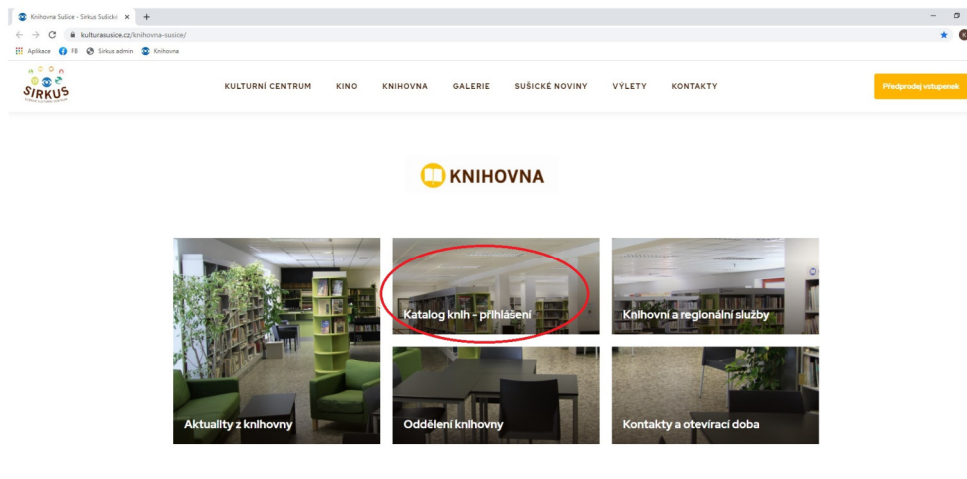 Knihovna Sušice - Sirkus Sušická
kulturasusice.cz/knihovna-susice/
Aplikace FB Sirkus admin Knihovna
SIRKUS
KULTURNÍ CENTRUM KINO KNIHOVNA GALERIE SUŠICKÉ NOVINY VÝLETY KONTAKTY
Předprodej vstupenek
KNIHOVNA
Katalog knih - přihlášení
Knihovní a regionální služby
Aktuality z knihovny
Oddělení knihovny
Kontakty a otevírací doba